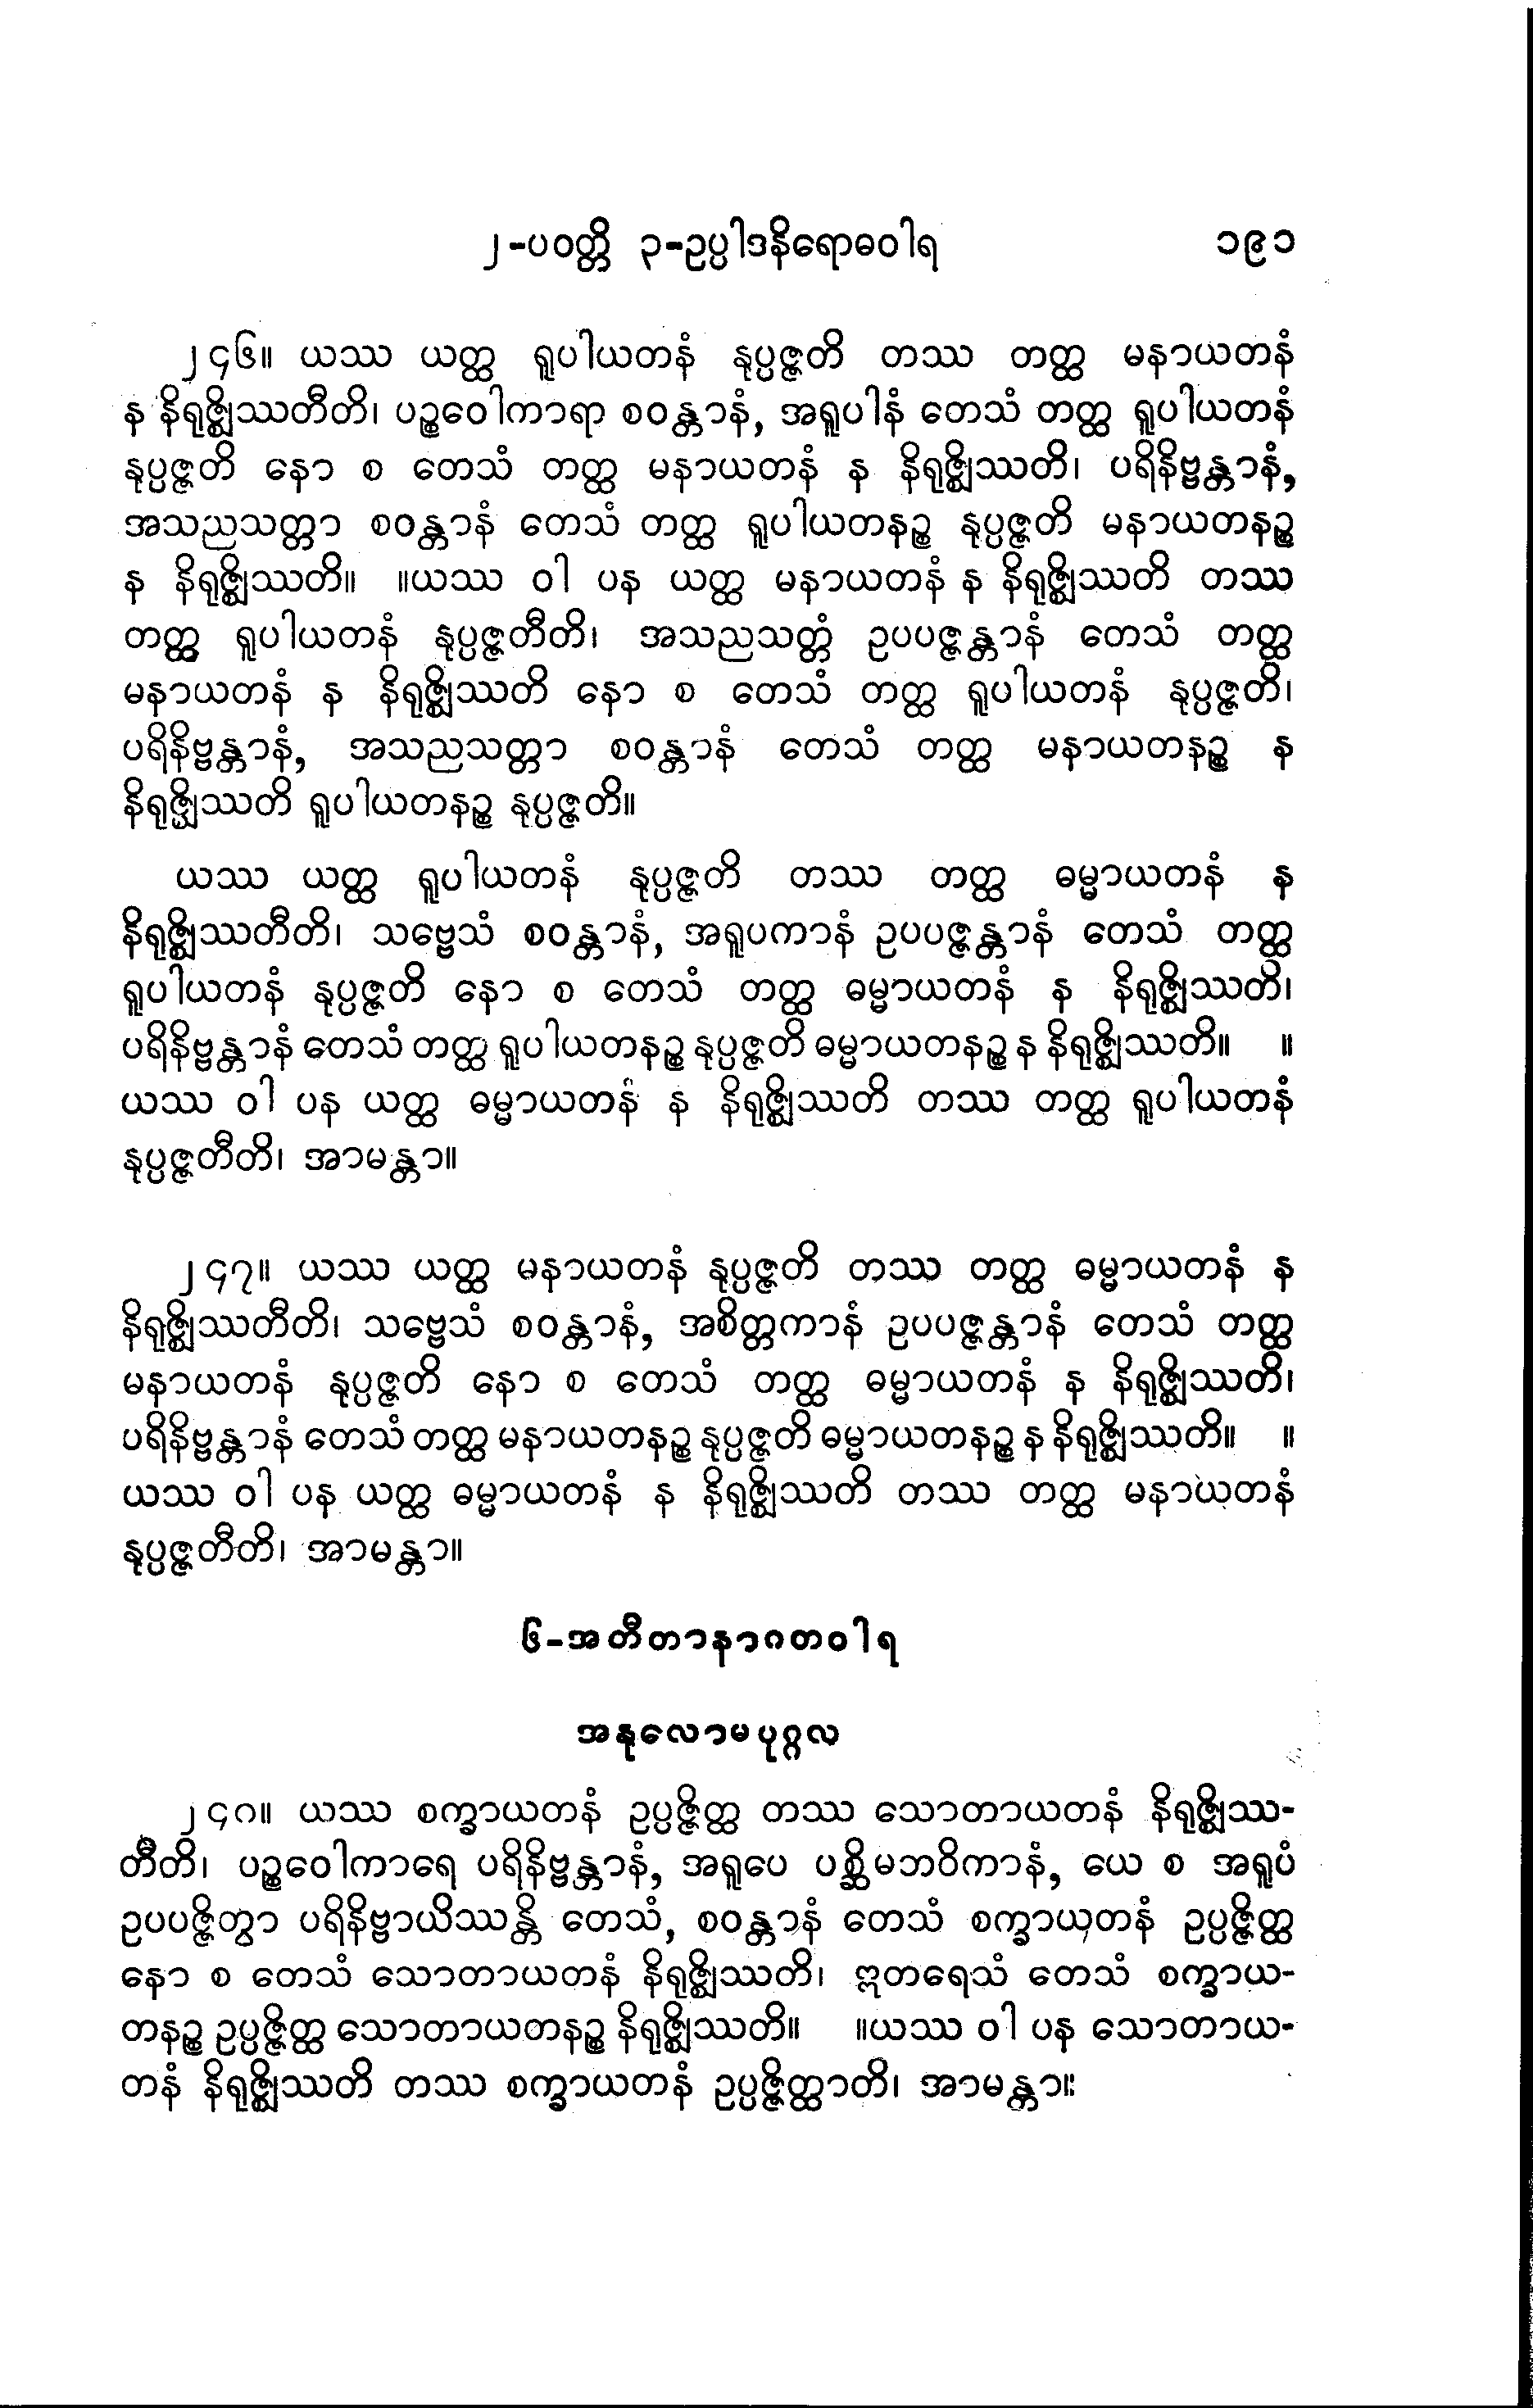 ၂-ပဝတ္တိ ၃-ဥပ္ပါဒနိရောဓဝါရ ၁၉၁
၂၄၆။ ယဿ ယတ္ထ ရူပါယတနံ နုပ္ပဇ္ဇတိ တဿ တတ္ထ မနာယတနံ
န နိရုဇ္ဈိဿတီတိ၊ ပဉ္စဝေါကာရာ စဝန္တာနံ, အရူပါနံ တေသံ တတ္ထ ရူပါယတနံ
နုပ္ပဇ္ဇတိ နော စ တေသံ တတ္ထ မနာယတနံ န နိရုဇ္ဈိဿတိ၊ ပရိနိဗ္ဗန္တာနံ,
အသညသတ္တာ စဝန္တာနံ တေသံ တတ္ထ ရူပါယတနဉ္စ နုပ္ပဇ္ဇတိ မနာယတနဉ္စ
န နိရုဇ္ဈိဿတိ။ ။ယဿ ဝါ ပန ယတ္ထ မနာယတနံ န နိရုဇ္ဈိဿတိ တဿ
တတ္ထ ရူပါယတနံ နုပ္ပဇ္ဇတီတိ၊ အသညသတ္တံ ဥပပဇ္ဇန္တာနံ တေသံ တတ္ထ
မနာယတနံ န နိရုဇ္ဈိဿတိ နော စ တေသံ တတ္ထ ရူပါယတနံ နုပ္ပဇ္ဇတိ၊
ပရိနိဗ္ဗန္တာနံ, အသညသတ္တာ စဝန္တာနံ တေသံ တတ္ထ မနာယတနဉ္စ န
နိရုဇ္ဈိဿတိ ရူပါယတနဉ္စ နုပ္ပဇ္ဇတိ။
ယဿ ယတ္ထ ရူပါယတနံ နုပ္ပဇ္ဇတိ တဿ တတ္ထ ဓမ္မာယတနံ န
နိရုဇ္ဈိဿတီတိ၊ သဗ္ဗေသံ စဝန္တာနံ, အရူပကာနံ ဥပပဇ္ဇန္တာနံ တေသံ တတ္ထ
ရူပါယတနံ နုပ္ပဇ္ဇတိ နော စ တေသံ တတ္ထ ဓမ္မာယတနံ န နိရုဇ္ဈိဿတိ၊
ပရိနိဗ္ဗန္တာနံ တေသံ တတ္ထ ရူပါယတနဉ္စ နုပ္ပဇ္ဇတိ ဓမ္မာယတနဉ္စ န နိရုဇ္ဈိဿတိ။ ။
ယဿ ဝါ ပန ယတ္ထ ဓမ္မာယတနံ န နိရုဇ္ဈိဿတိ တဿ တတ္ထ ရူပါယတနံ
နုပ္ပဇ္ဇတီတိ၊ အာမန္တာ။
၂၄၇။ ယဿ ယတ္ထ မနာယတနံ နုပ္ပဇ္ဇတိ တဿ တတ္ထ ဓမ္မာယတနံ န
နိရုဇ္ဈိဿတီတိ၊ သဗ္ဗေသံ စဝန္တာနံ, အစိတ္တကာနံ ဥပပဇ္ဇန္တာနံ တေသံ တတ္ထ
မနာယတနံ နုပ္ပဇ္ဇတိ နော စ တေသံ တတ္ထ ဓမ္မာယတနံ န နိရုဇ္ဈိဿတိ၊
ပရိနိဗ္ဗန္တာနံ တေသံ တတ္ထ မနာယတနဉ္စ နုပ္ပဇ္ဇတိ ဓမ္မာယတနဉ္စ န နိရုဇ္ဈိဿတိ။ ။
ယဿ ဝါ ပန ယတ္ထ ဓမ္မာယတနံ န နိရုဇ္ဈိဿတိ တဿ တတ္ထ မနာယတနံ
နုပ္ပဇ္ဇတီတိ၊ အာမန္တာ။
၆-အတီတာနာဂတဝါရ
အနုလောမပုဂ္ဂလ
၂၄၈။ ယဿ စက္ခာယတနံ ဥပ္ပဇ္ဇိတ္ထ တဿ သောတာယတနံ နိရုဇ္ဈိဿ-
တီတိ၊ ပဉ္စဝေါကာရေ ပရိနိဗ္ဗန္တာနံ, အရူပေ ပစ္ဆိမဘဝိကာနံ, ယေ စ အရူပံ
ဥပပဇ္ဇိတွာ ပရိနိဗ္ဗာယိဿန္တိ တေသံ, စဝန္တာနံ တေသံ စက္ခာယတနံ ဥပ္ပဇ္ဇိတ္ထ
နော စ တေသံ သောတာယတနံ နိရုဇ္ဈိဿတိ၊ ဣတရေသံ တေသံ စက္ခာယ-
တနဉ္စ ဥပ္ပဇ္ဇိတ္ထ သောတာယတနဉ္စ နိရုဇ္ဈိဿတိ။ ။ယဿ ဝါ ပန သောတာယ-
တနံ နိရုဇ္ဈိဿတိ တဿ စက္ခာယတနံ ဥပ္ပဇ္ဇိတ္ထာတိ၊ အာမန္တာ။